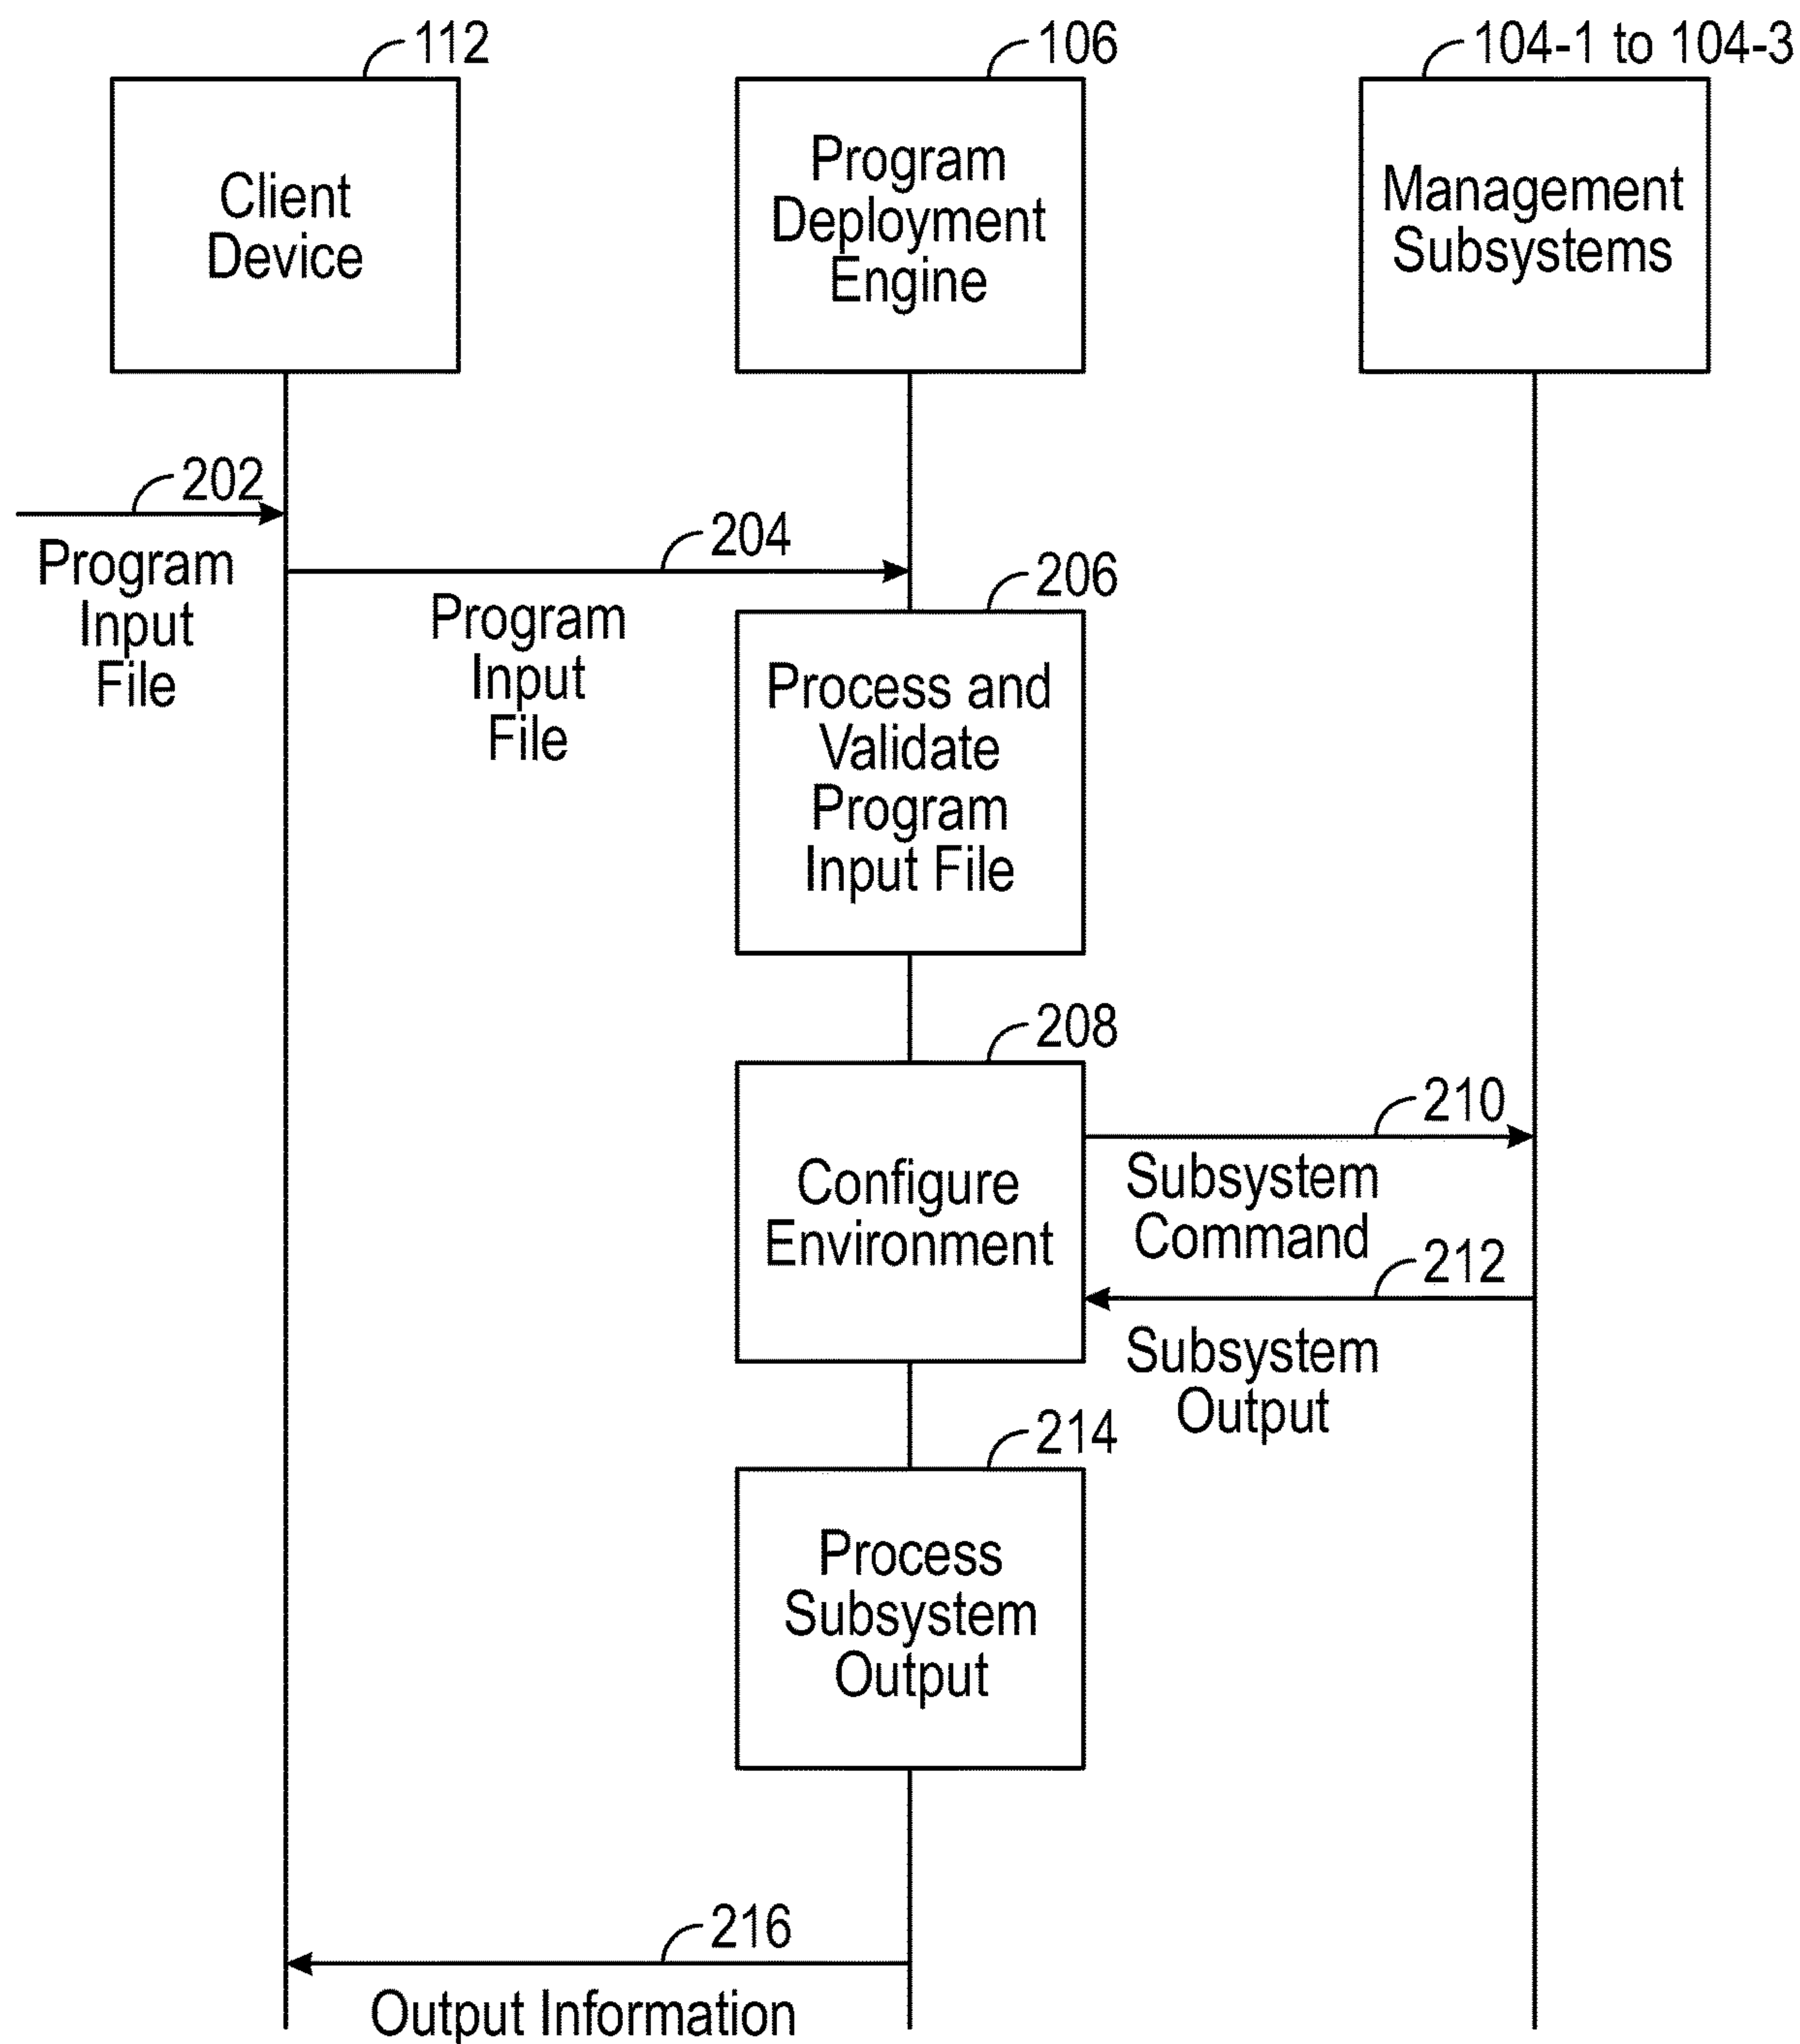 112
106
104-1 to 104-3
Client
Device
Program
Deployment
Engine
Management
Subsystems
202
Program
Input
File
204
Program
Input
File
206
Process and
Validate
Program
Input File
208
Configure
Environment
210
Subsystem
Command
212
Subsystem
Output
214
Process
Subsystem
Output
216
Output Information